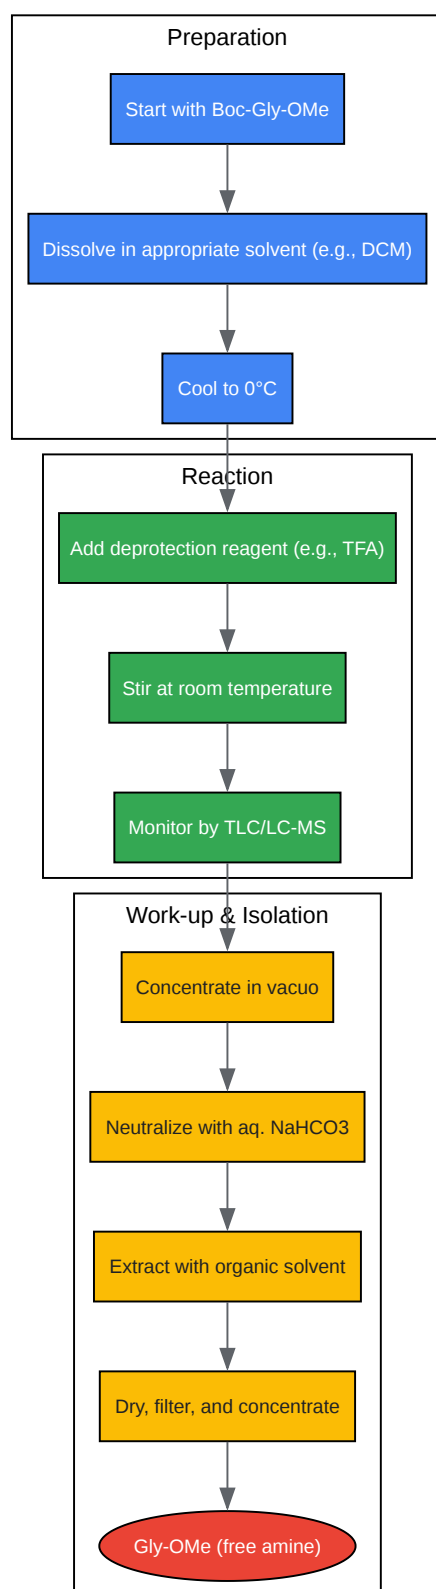 Preparation
Start with Boc-Gly-OMe
Dissolve in appropriate solvent (e.g., DCM)
Cool to 0°C
Reaction
Add deprotection reagent (e.g., TFA)
Stir at room temperature
Monitor by TLC/LC-MS
Work-up & Isolation
Concentrate in vacuo
Neutralize with aq. NaHCO3
Extract with organic solvent
Dry, filter, and concentrate
Gly-OMe (free amine)